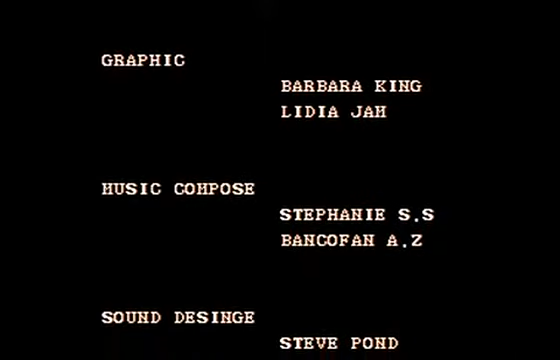 GRAPHIC
BARBARA KING
LIDIA JAH
MUSIC COMPOSE
STEPHANIE S.S
BANCOFAN A.Z
SOUND DESINGE
STEVE POND